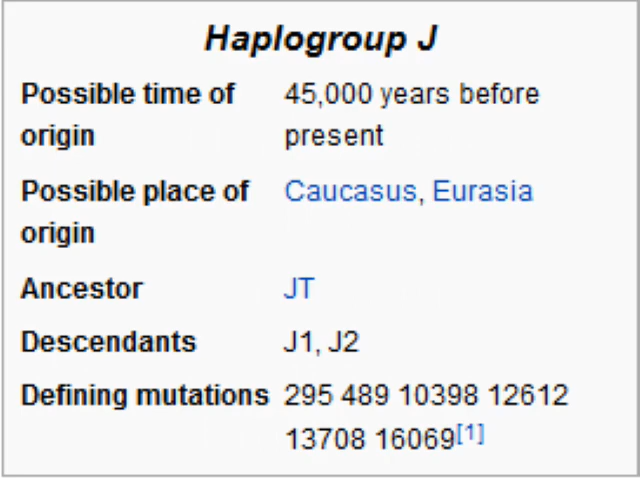 Haplogroup J
Possible time of origin 45,000 years before present
Possible place of origin Caucasus, Eurasia
Ancestor JT
Descendants J1, J2
Defining mutations 295 489 10398 12612 13708 16069[1]